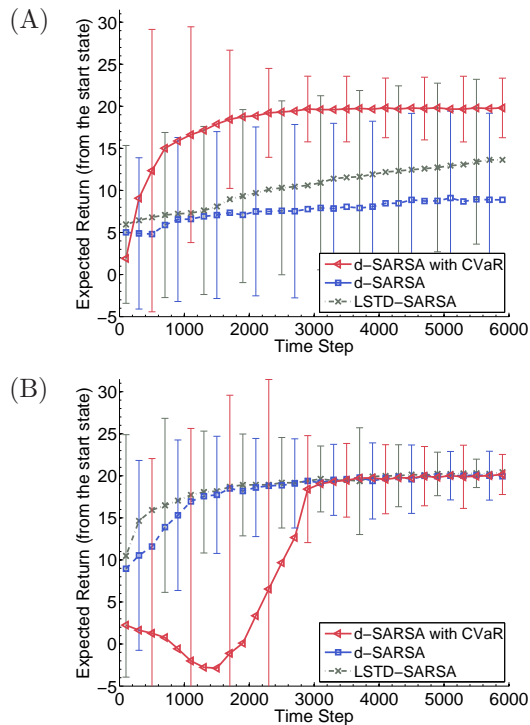 (A)
Expected Return (from the start state)
30
25
20
15
10
5
0
−5
d−SARSA with CVaR
d−SARSA
LSTD−SARSA
0 1000 2000 3000 4000 5000 6000
Time Step
(B)
Expected Return (from the start state)
30
25
20
15
10
5
0
−5
d−SARSA with CVaR
d−SARSA
LSTD−SARSA
0 1000 2000 3000 4000 5000 6000
Time Step